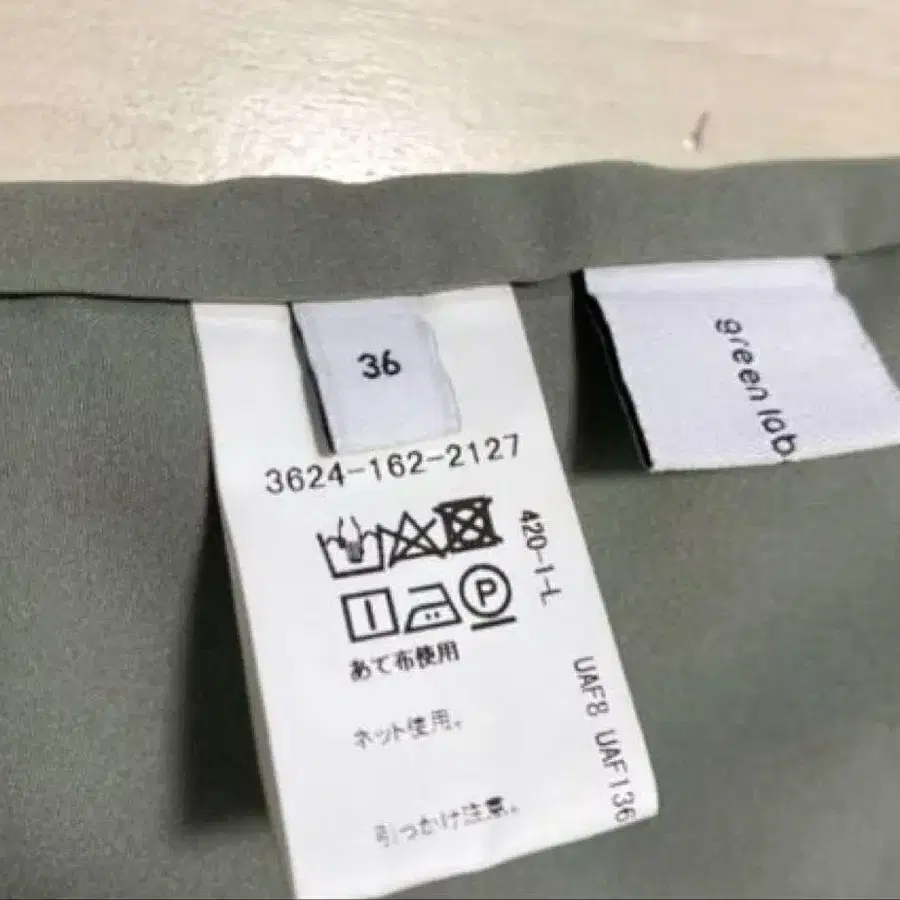 36
3624-162-2127
420-1-L
P
あて布使用
ネット使用。
引っかけ注意。
UAF8 UAF136
green lab